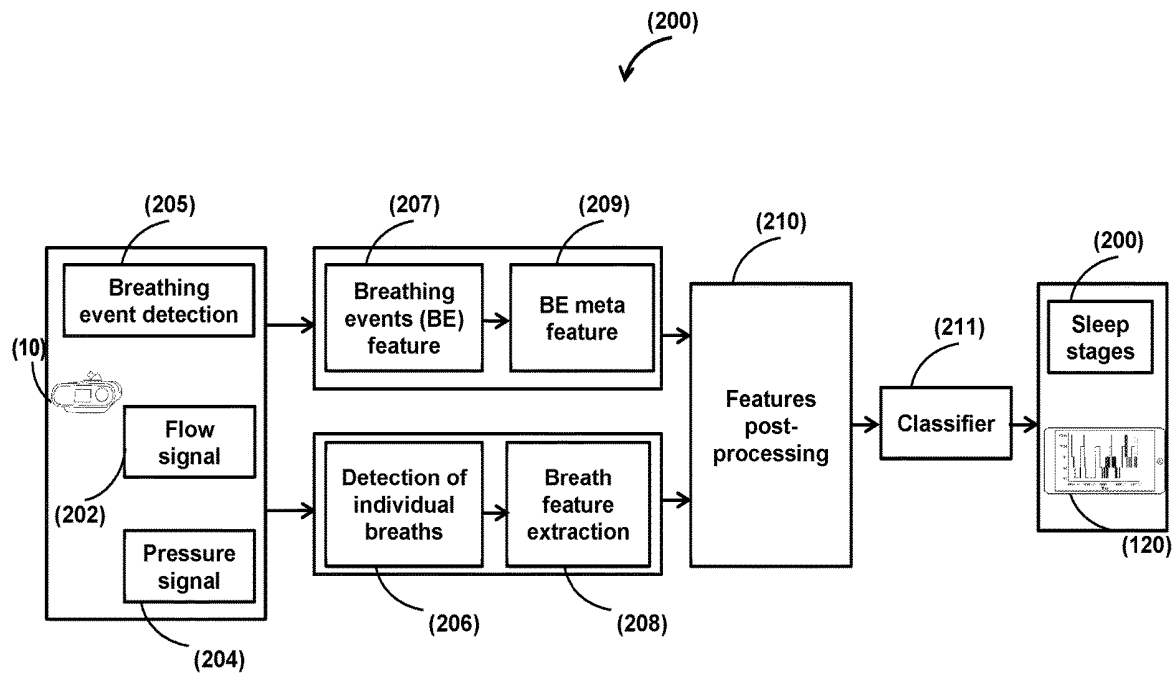 (200)
(205)
(207)
(209)
(210)
(200)
(211)
(10)
Breathing
event detection
Breathing
events (BE)
feature
BE meta
feature
Sleep
stages
Flow
signal
(202)
Pressure
signal
(204)
Detection of
individual
breaths
(206)
Breath
feature
extraction
(208)
Features
post-
processing
Classifier
(120)